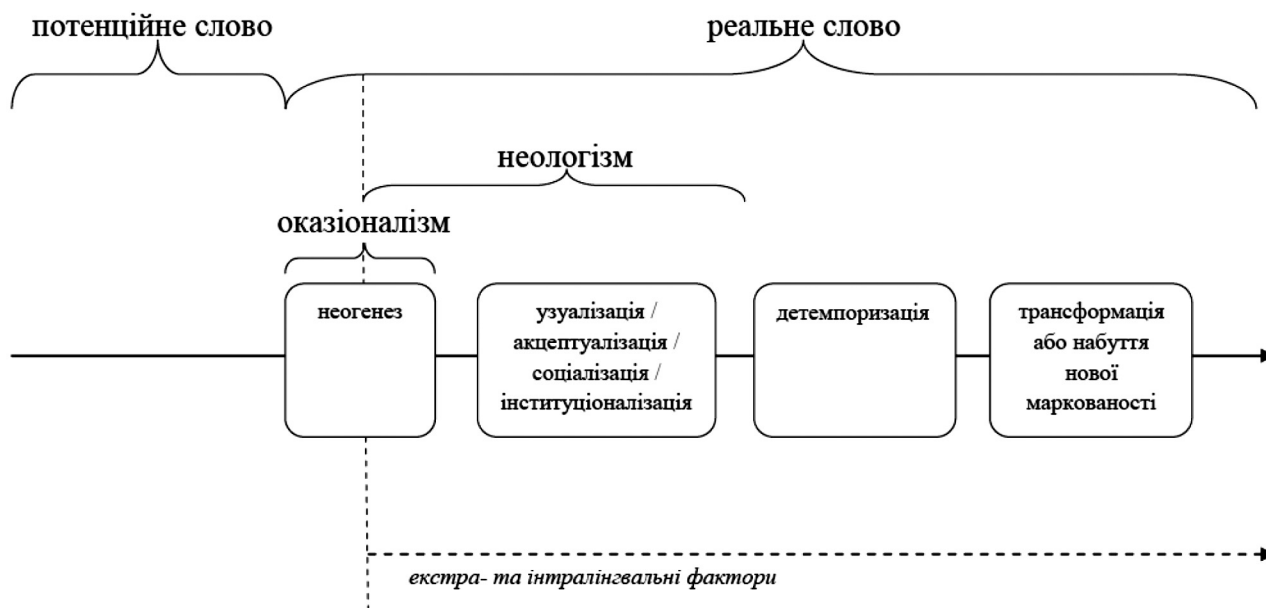 потенційне слово
реальне слово
неологізм
оказіоналізм
неогенез
узуалізація /
акцептуалізація /
соціалізація /
інституціоналізація
детемпоризація
трансформація
або набуття
нової
маркованості
екстра- та інтралінгвальні фактори